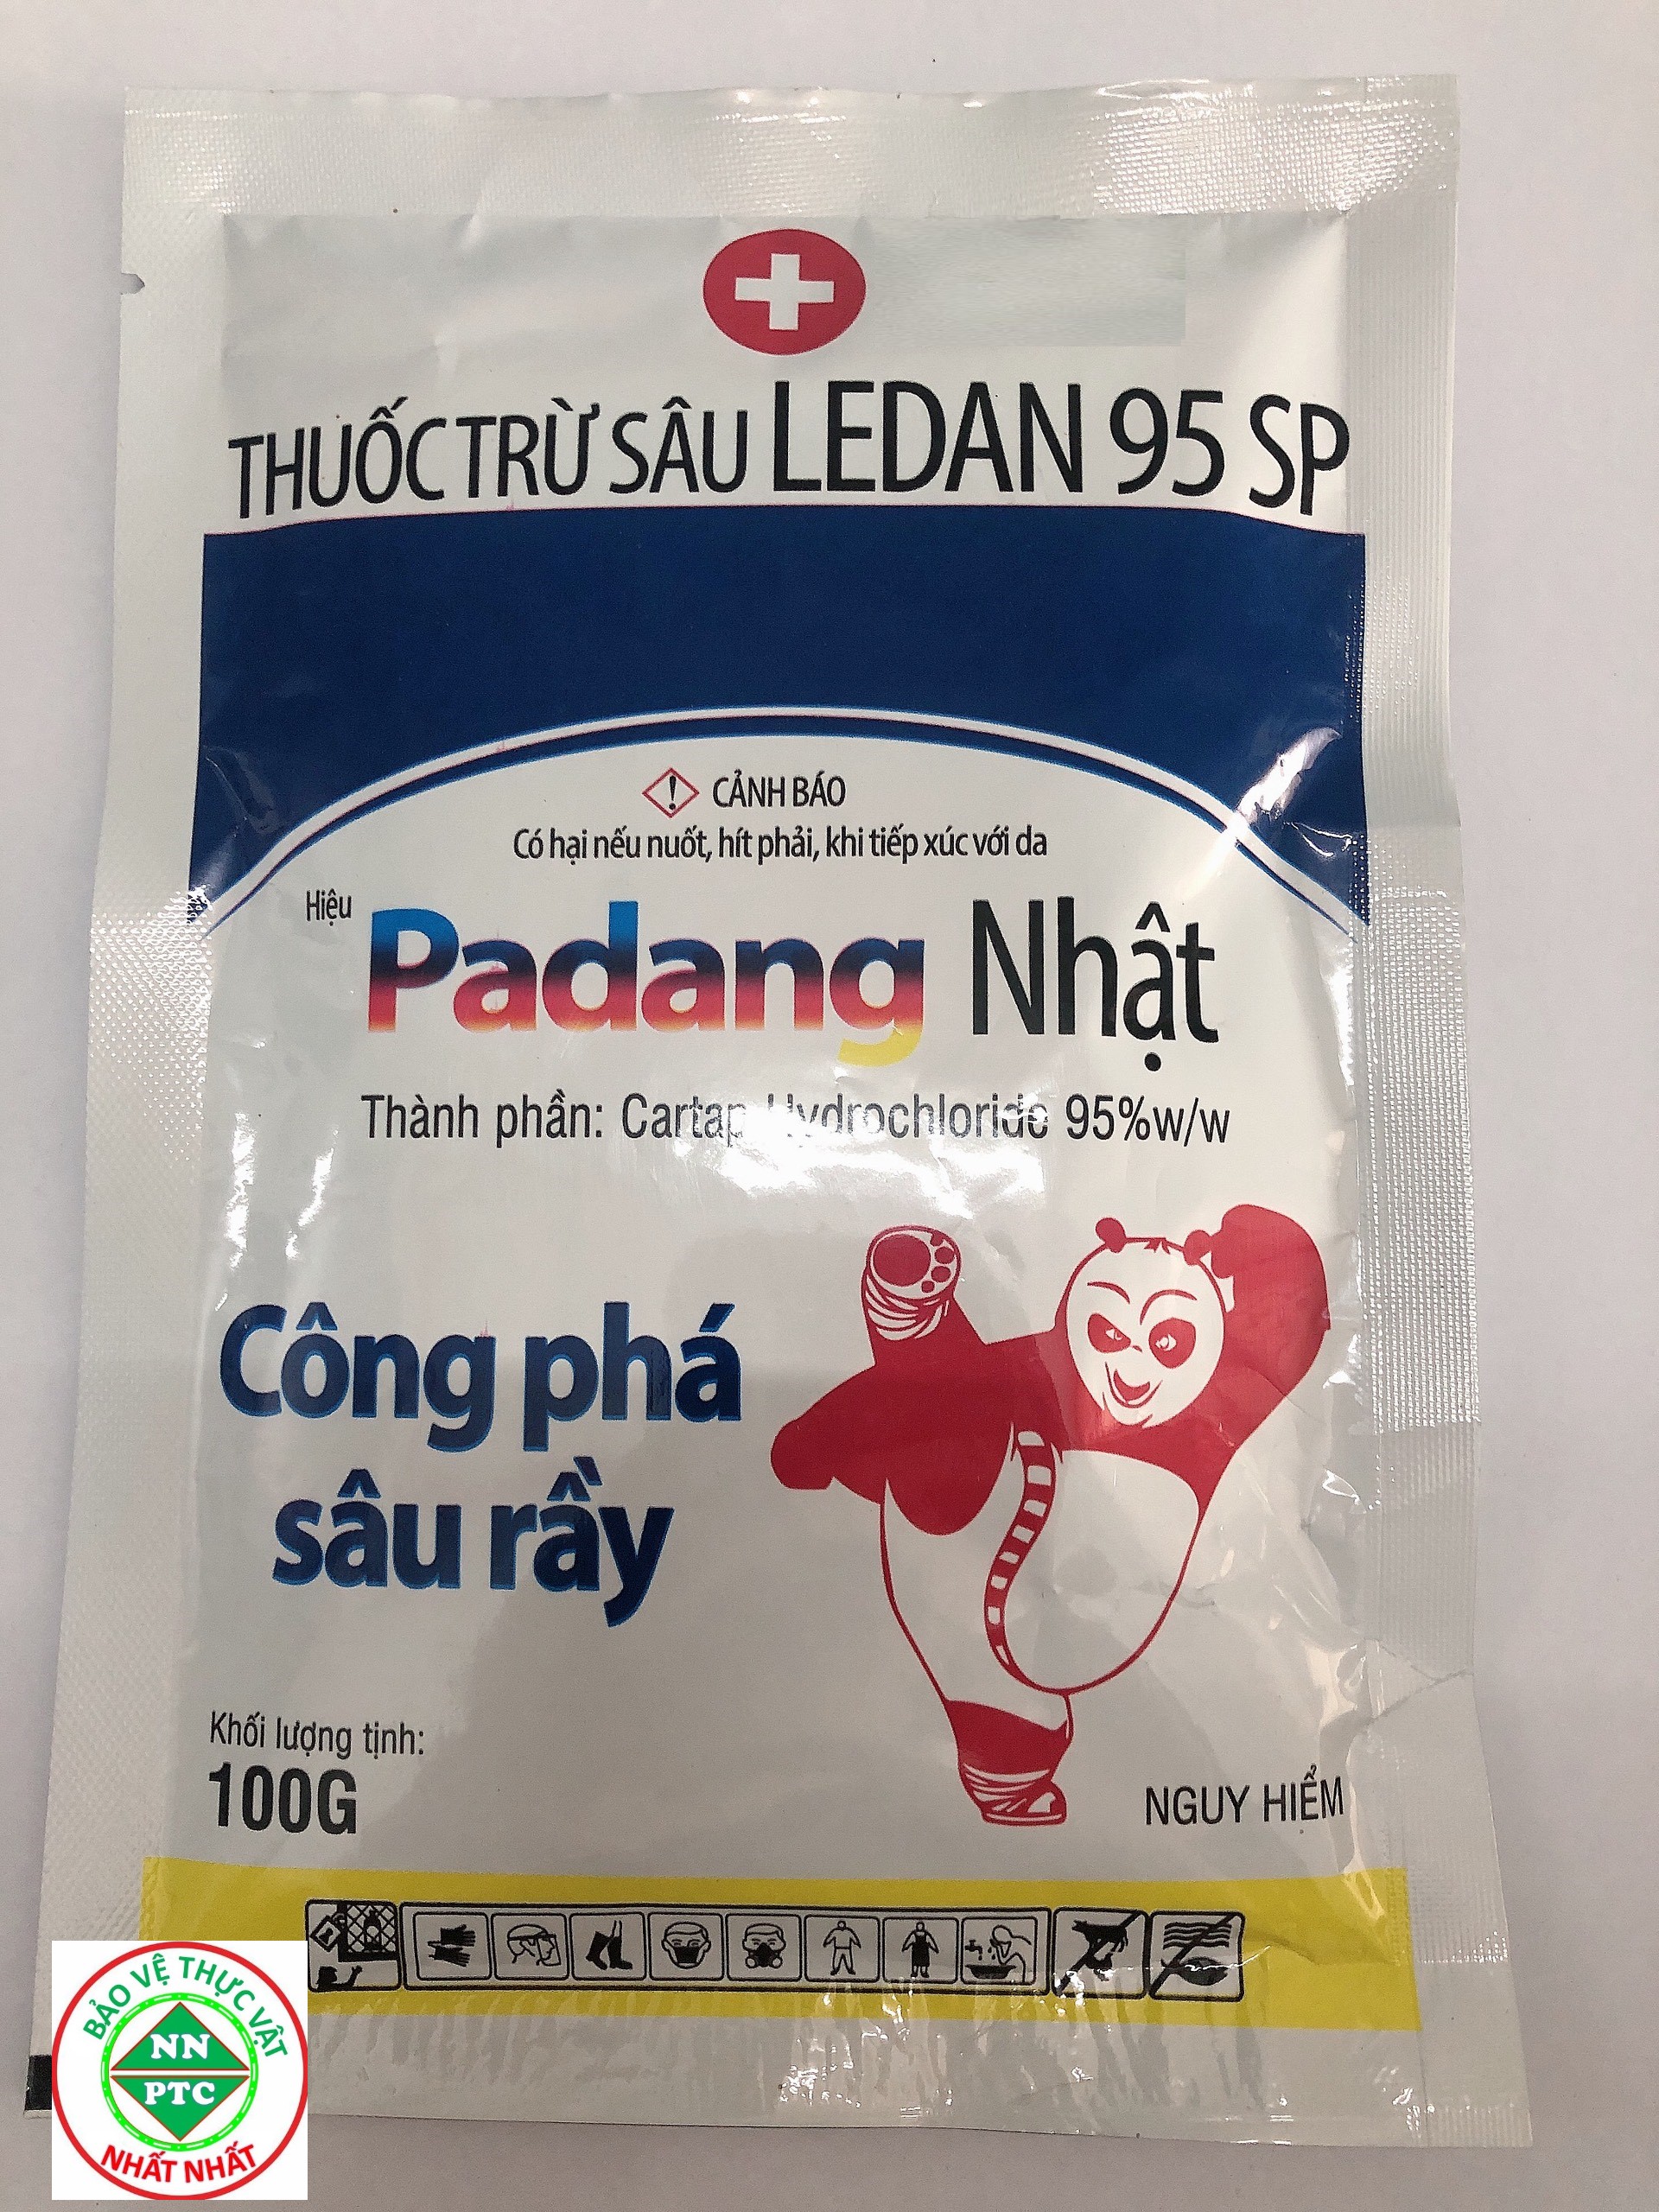 THUỐC TRỪ SÂU LEDAN 95 SP
CẢNH BÁO
Có hại nếu nuốt, hít phải, khi tiếp xúc với da
Hiệu
Padang Nhật
Thành phần: Cartap Hydrochloride 95%w/w
Công phá
sâu rầy
Khối lượng tịnh:
100G
NGUY HIỂM
BẢO VỆ THỰC VẬT
NN
PTC
NHẤT NHẤT